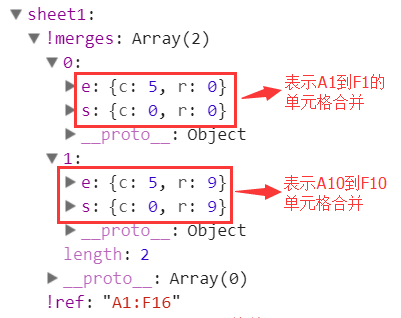 sheet1:
!merges: Array(2)
0:
e: {c: 5, r: 0}
s: {c: 0, r: 0}
__proto__: Object
表示A1到F1的
单元格合并
1:
e: {c: 5, r: 9}
s: {c: 0, r: 9}
__proto__: Object
表示A10到F10
单元格合并
length: 2
__proto__: Array(0)
!ref: "A1:F16"